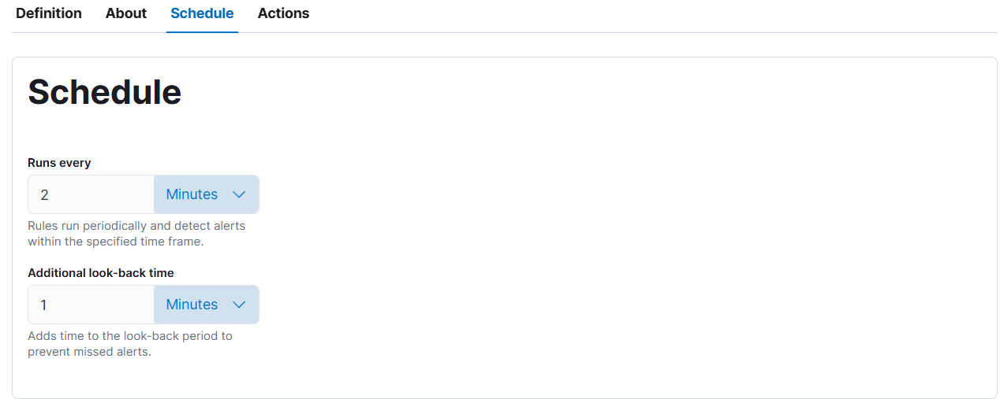 Definition About Schedule Actions
Schedule
Runs every
2 Minutes
Rules run periodically and detect alerts
within the specified time frame.
Additional look-back time
1 Minutes
Adds time to the look-back period to
prevent missed alerts.